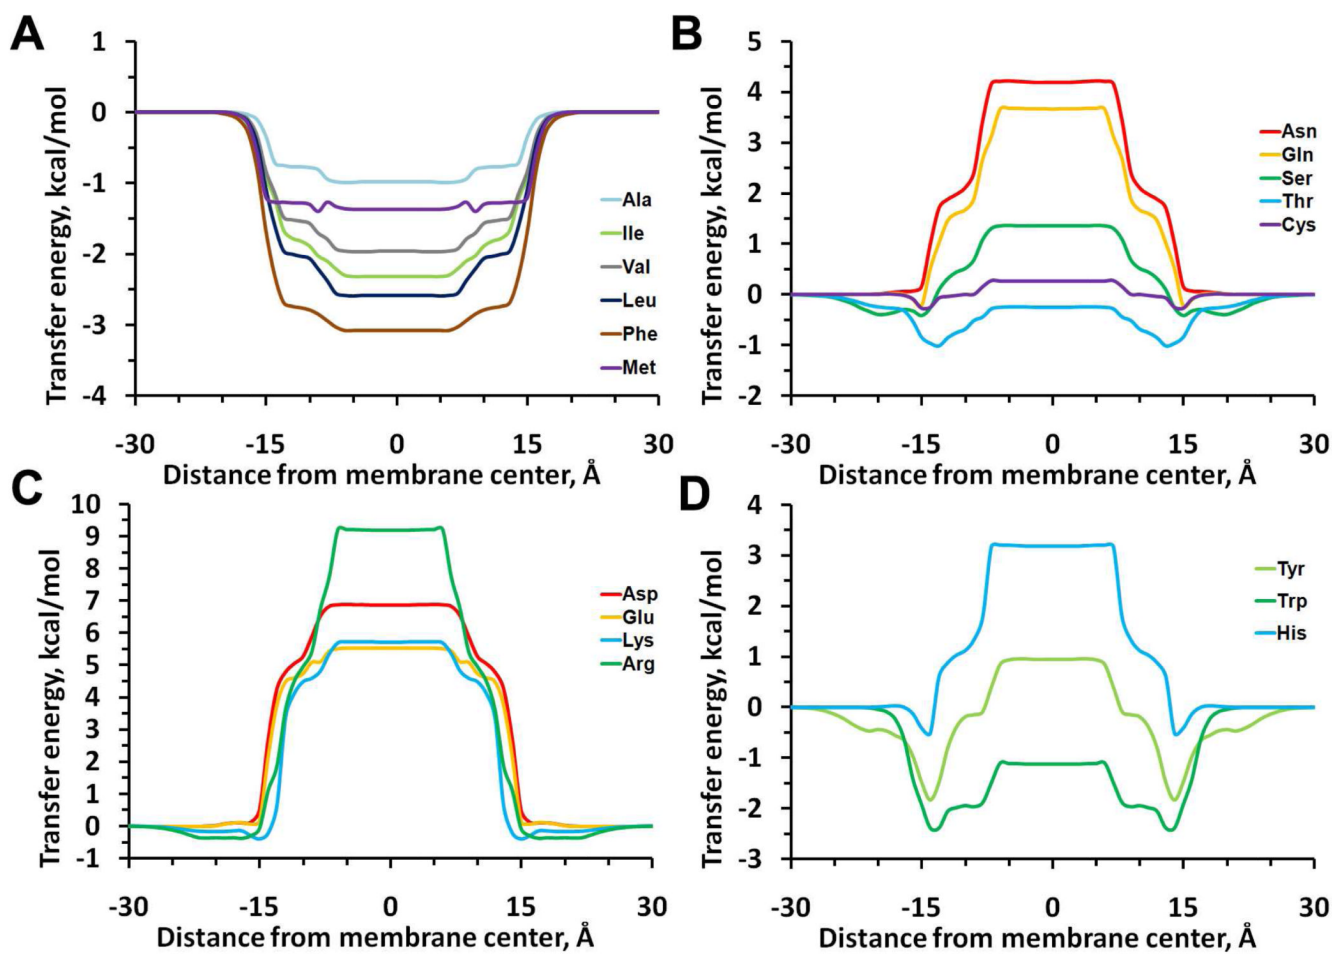 A
Transfer energy, kcal/mol
1
0
-1
-2
-3
-4
-30
-15
0
15
30
Distance from membrane center, Å
Ala
Ile
Val
Leu
Phe
Met
B
Transfer energy, kcal/mol
5
4
3
2
1
0
-1
-2
-30
-15
0
15
30
Distance from membrane center, Å
Asn
Gln
Ser
Thr
Cys
C
Transfer energy, kcal/mol
10
9
8
7
6
5
4
3
2
1
0
-1
-30
-15
0
15
30
Distance from membrane center, Å
Asp
Glu
Lys
Arg
D
Transfer energy, kcal/mol
4
3
2
1
0
-1
-2
-3
-30
-15
0
15
30
Distance from membrane center, Å
Tyr
Trp
His